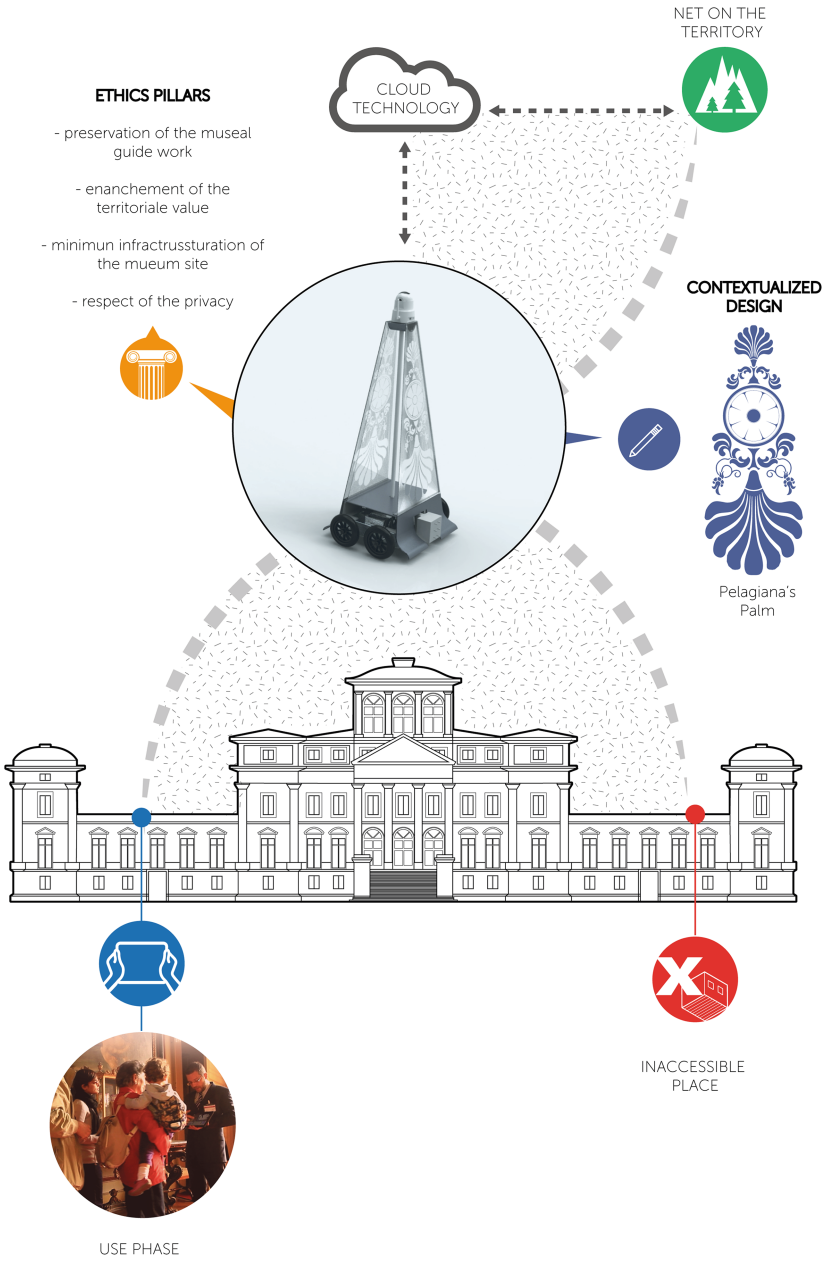 NET ON THE
TERRITORY
CLOUD
TECHNOLOGY
ETHICS PILLARS
- preservation of the museal
guide work
- enanchement of the
territoriale value
- minimun infractrussturation of
the mueum site
- respect of the privacy
CONTEXTUALIZED
DESIGN
Pelagiana's
Palm
INACCESSIBLE
PLACE
USE PHASE